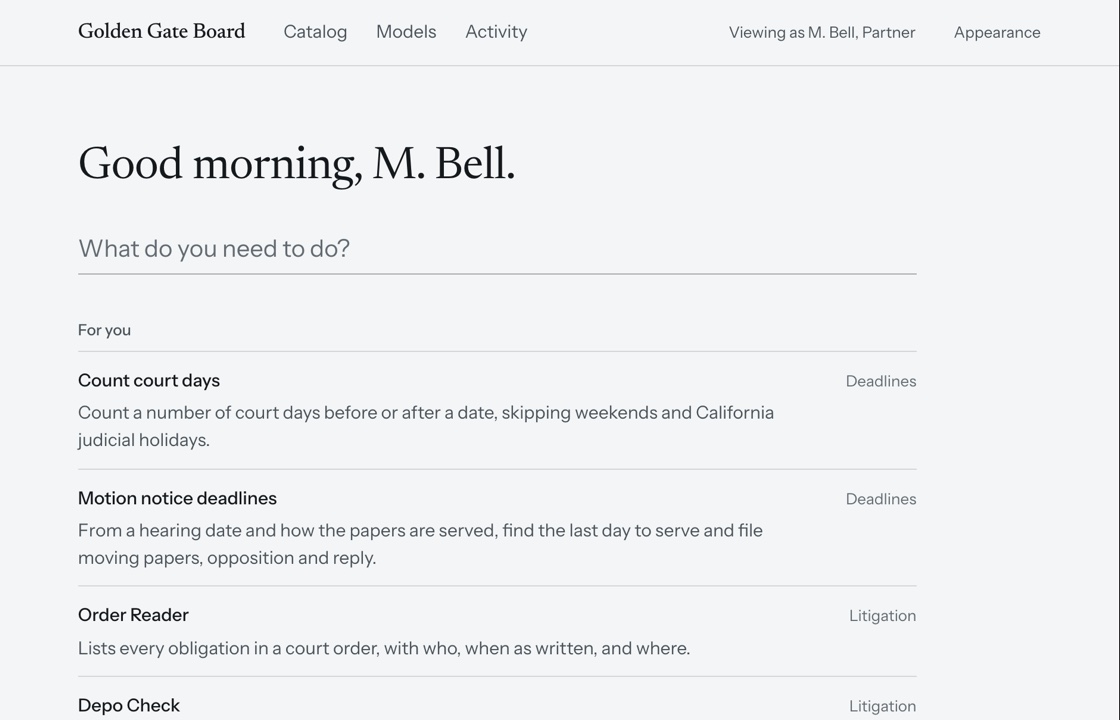 Golden Gate Board Catalog Models Activity Viewing as M. Bell, Partner Appearance
Good morning, M. Bell.
What do you need to do?
For you
Count court days Deadlines
Count a number of court days before or after a date, skipping weekends and California
judicial holidays.
Motion notice deadlines Deadlines
From a hearing date and how the papers are served, find the last day to serve and file
moving papers, opposition and reply.
Order Reader Litigation
Lists every obligation in a court order, with who, when as written, and where.
Depo Check Litigation